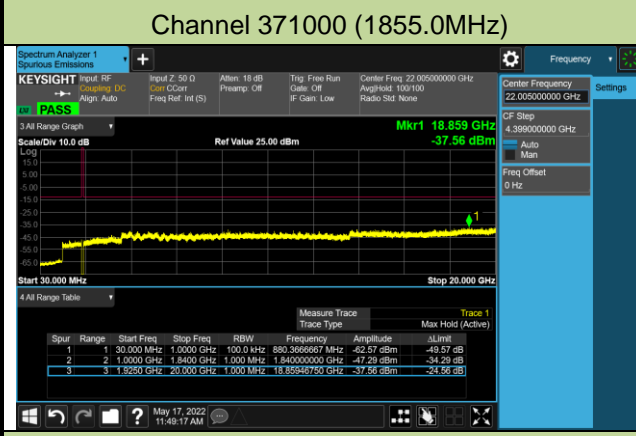 Channel 371000 (1855.0MHz)
Spectrum Analyzer 1
Spurious Emissions
+
Frequency
KEYSIGHT
Input: RF
Coupling: DC
Align: Auto
Input Z: 50 Ω
Corr CCorr
Freq Ref: Int (S)
Atten: 18 dB
Preamp: Off
Trig: Free Run
Gate: Off
IF Gain: Low
Center Freq: 22.005000000 GHz
Avg|Hold: 100/100
Radio Std: None
PASS
Center Frequency
22.005000000 GHz
Settings
CF Step
4.399000000 GHz
Auto
Man
Freq Offset
0 Hz
3 All Range Graph
Mkr1 18.859 GHz
Scale/Div 10.0 dB
Ref Value 25.00 dBm
-37.56 dBm
Log
15.0
5.00
-5.00
-15.0
-25.0
-35.0
-45.0
-55.0
-65.0
1
Start 30.000 MHz
Stop 20.000 GHz
4 All Range Table
Measure Trace Trace 1
Trace Type Max Hold (Active)
Spur Range Start Freq Stop Freq RBW Frequency Amplitude ΔLimit
1 1 30.000 MHz 1.0000 GHz 100.0 kHz 880.3666667 MHz -62.57 dBm -49.57 dB
2 2 1.0000 GHz 1.8400 GHz 1.000 MHz 1.840000000 GHz -47.29 dBm -34.29 dB
3 3 1.9250 GHz 20.000 GHz 1.000 MHz 18.85946750 GHz -37.56 dBm -24.56 dB
?
May 17, 2022
11:49:17 AM